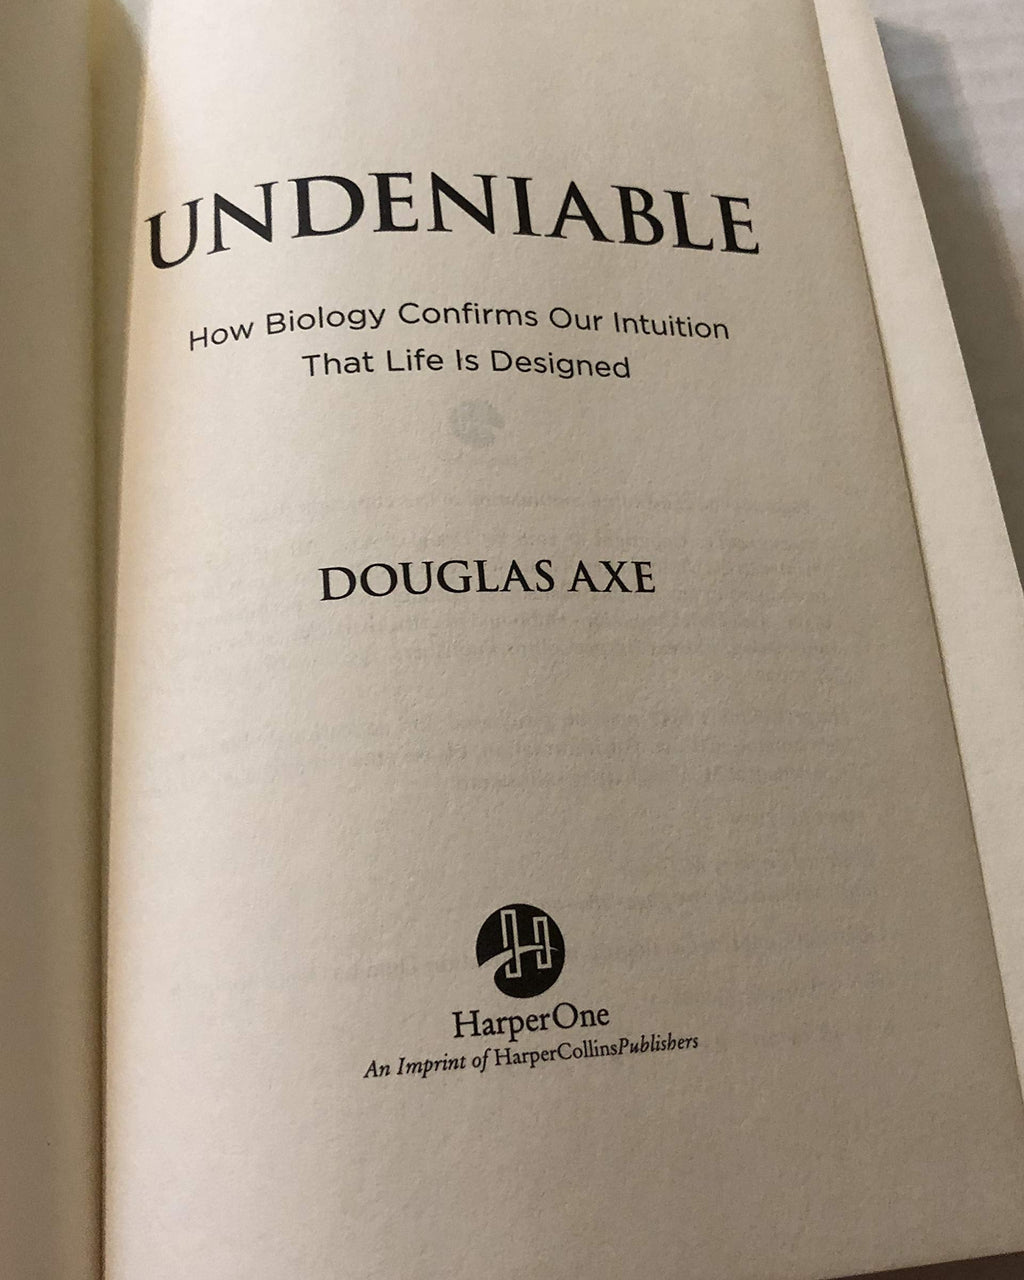 UNDENIABLE
How Biology Confirms Our Intuition
That Life Is Designed
DOUGLAS AXE
H
HarperOne
An Imprint of HarperCollinsPublishers